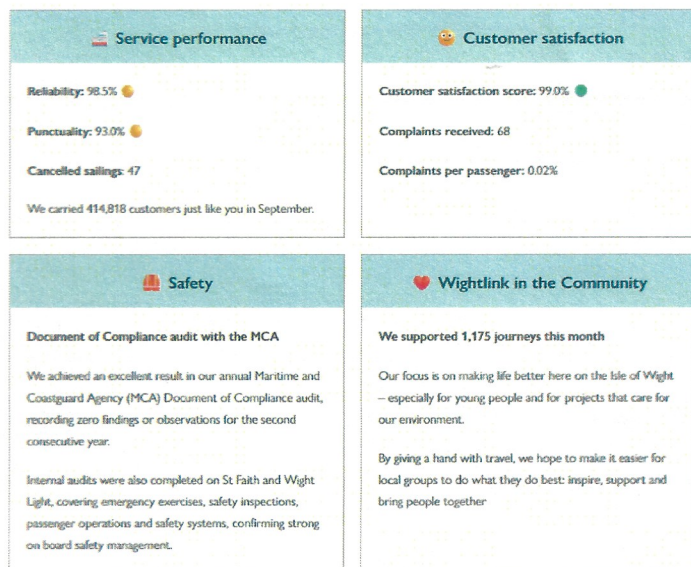 Service performance
Reliability: 98.5%
Punctuality: 93.0%
Cancelled sailings: 47
We carried 414,818 customers just like you in September.
Customer satisfaction
Customer satisfaction score: 99.0%
Complaints received: 68
Complaints per passenger: 0.02%
Safety
Document of Compliance audit with the MCA
We achieved an excellent result in our annual Maritime and
Coastguard Agency (MCA) Document of Compliance audit,
recording zero findings or observations for the second
consecutive year.
Internal audits were also completed on St Faith and Wight
Light, covering emergency exercises, safety inspections,
passenger operations and safety systems, confirming strong
on board safety management.
Wightlink in the Community
We supported 1,175 journeys this month
Our focus is on making life better here on the Isle of Wight
– especially for young people and for projects that care for
our environment.
By giving a hand with travel, we hope to make it easier for
local groups to do what they do best: inspire, support and
bring people together